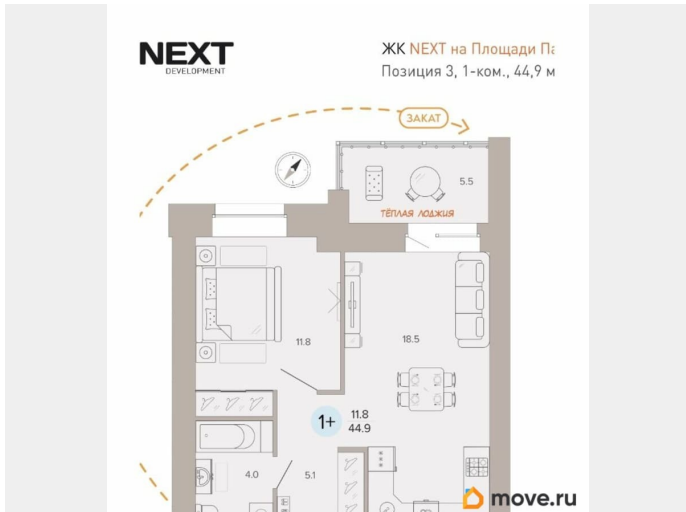 NEXT
DEVELOPMENT
ЖК NEXT на Площади Па
Позиция 3, 1-ком., 44,9 м
ЗАКАТ
5.5
ТЁПЛАЯ ЛОДЖИЯ
11.8
18.5
1+
11.8
44.9
4.0
5.1
move.ru